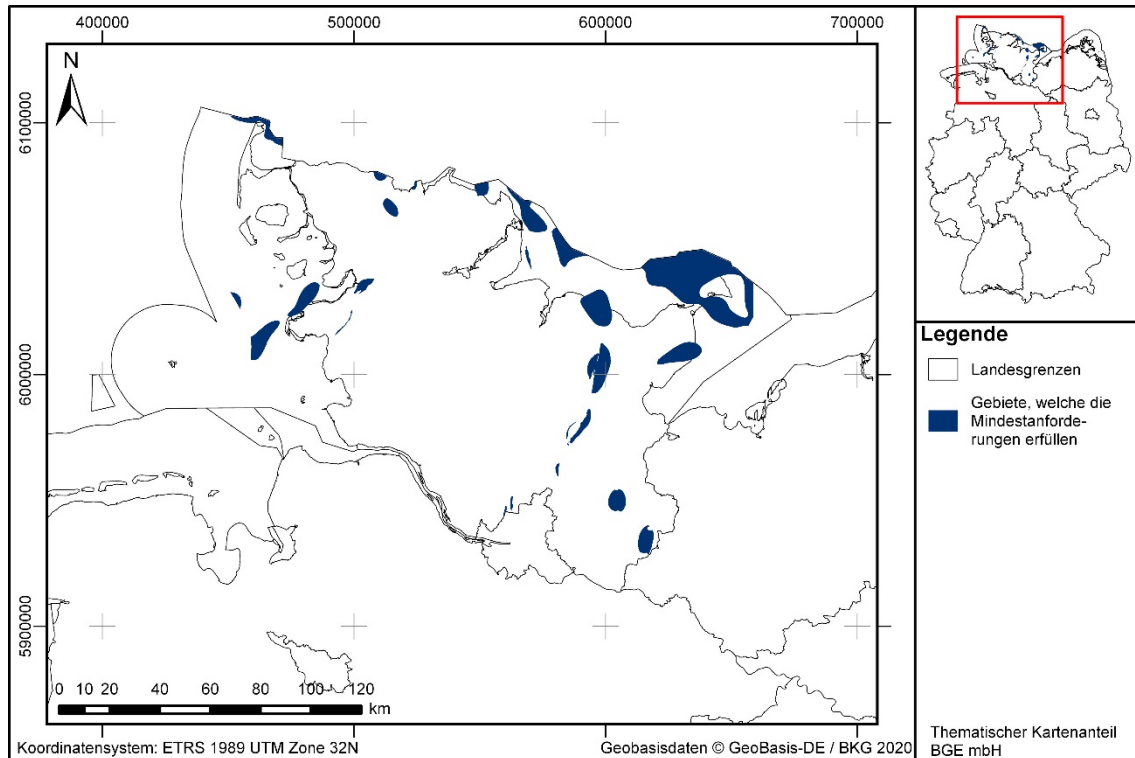 400000
500000
600000
700000
N
6100000
6000000
5900000
0 10 20 40 60 80 100 120
km
Koordinatensystem: ETRS 1989 UTM Zone 32N
Geobasisdaten © GeoBasis-DE / BKG 2020
Legende
Landesgrenzen
Gebiete, welche die
Mindestanforde-
rungen erfüllen
Thematischer Kartenanteil
BGE mbH